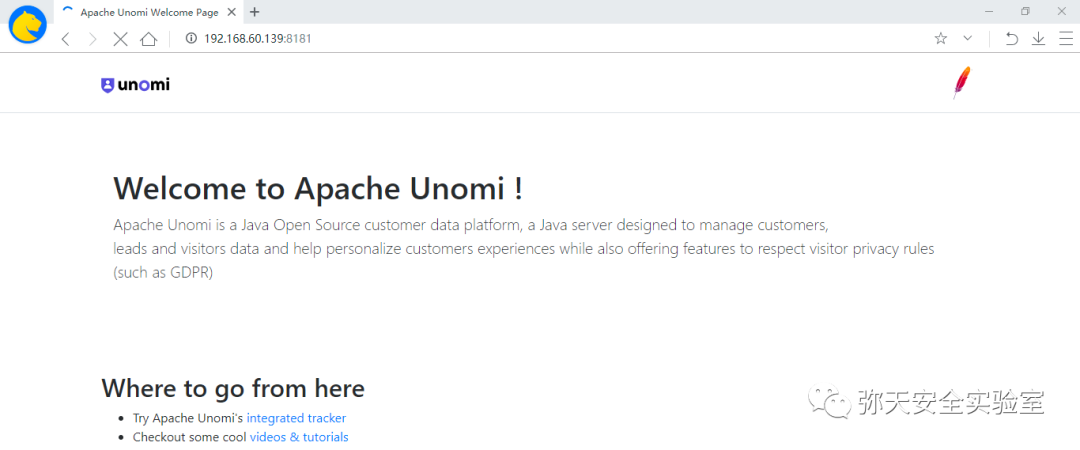 Apache Unomi Welcome Page
192.168.60.139:8181
unomi
Welcome to Apache Unomi !
Apache Unomi is a Java Open Source customer data platform, a Java server designed to manage customers,
leads and visitors data and help personalize customers experiences while also offering features to respect visitor privacy rules
(such as GDPR)
Where to go from here
Try Apache Unomi's integrated tracker
Checkout some cool videos & tutorials
弥天安全实验室